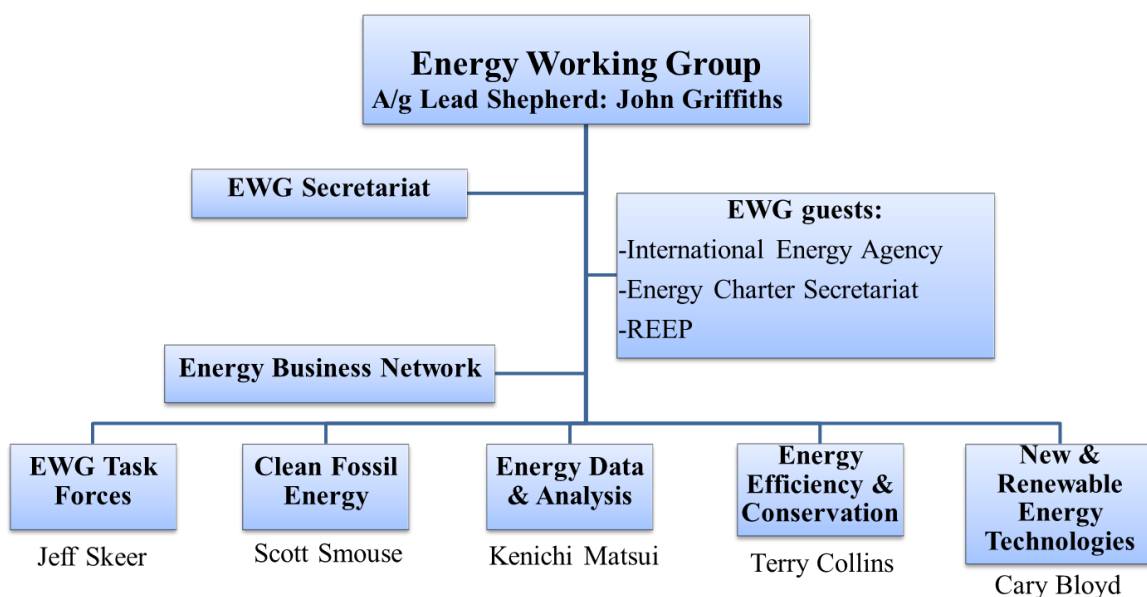 Energy Working Group
A/g Lead Shepherd: John Griffiths
EWG Secretariat
EWG guests:
-International Energy Agency
-Energy Charter Secretariat
-REEP
Energy Business Network
EWG Task
Forces
Jeff Skeer
Clean Fossil
Energy
Scott Smouse
Energy Data
& Analysis
Kenichi Matsui
Energy
Efficiency &
Conservation
Terry Collins
New &
Renewable
Energy
Technologies
Cary Bloyd